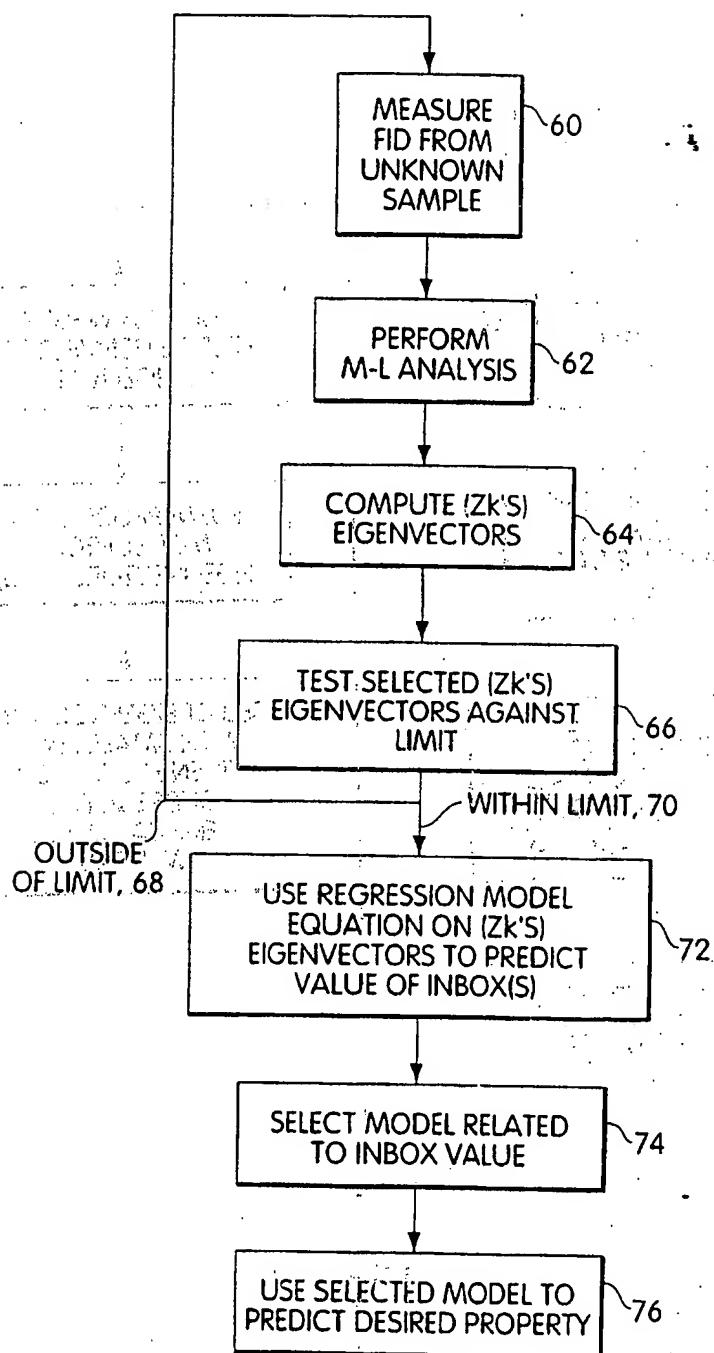 MEASURE
FID FROM
UNKNOWN
SAMPLE
60
PERFORM
M-L ANALYSIS
62
COMPUTE (Zk'S)
EIGENVECTORS
64
TEST SELECTED (Zk'S)
EIGENVECTORS AGAINST
LIMIT
66
WITHIN LIMIT, 70
OUTSIDE
OF LIMIT, 68
USE REGRESSION MODEL
EQUATION ON (Zk'S)
EIGENVECTORS TO PREDICT
VALUE OF INBOX(S)
72
SELECT MODEL RELATED
TO INBOX VALUE
74
USE SELECTED MODEL TO
PREDICT DESIRED PROPERTY
76